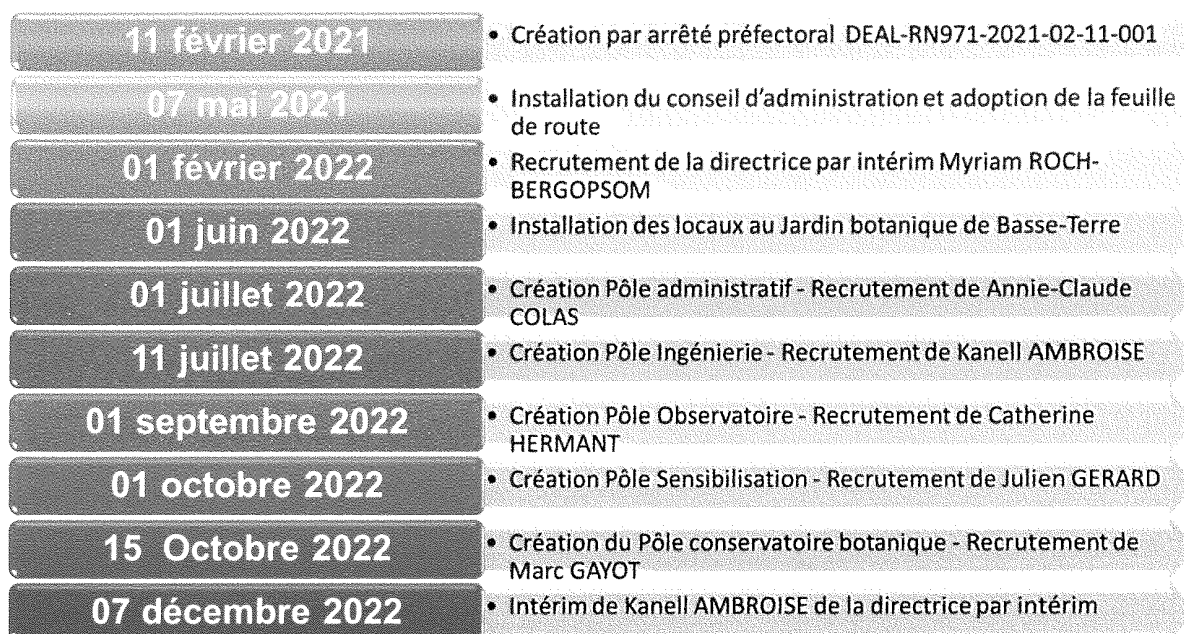 11 février 2021
• Création par arrêté préfectoral DEAL-RN971-2021-02-11-001
07 mai 2021
• Installation du conseil d'administration et adoption de la feuille
de route
01 février 2022
• Recrutement de la directrice par intérim Myriam ROCH-
BERGOPSOM
01 juin 2022
• Installation des locaux au Jardin botanique de Basse-Terre
01 juillet 2022
• Création Pôle administratif - Recrutement de Annie-Claude
COLAS
11 juillet 2022
• Création Pôle Ingénierie - Recrutement de Kanell AMBROISE
01 septembre 2022
• Création Pôle Observatoire - Recrutement de Catherine
HERMANT
01 octobre 2022
• Création Pôle Sensibilisation - Recrutement de Julien GERARD
15 Octobre 2022
• Création du Pôle conservatoire botanique - Recrutement de
Marc GAYOT
07 décembre 2022
• Intérim de Kanell AMBROISE de la directrice par intérim